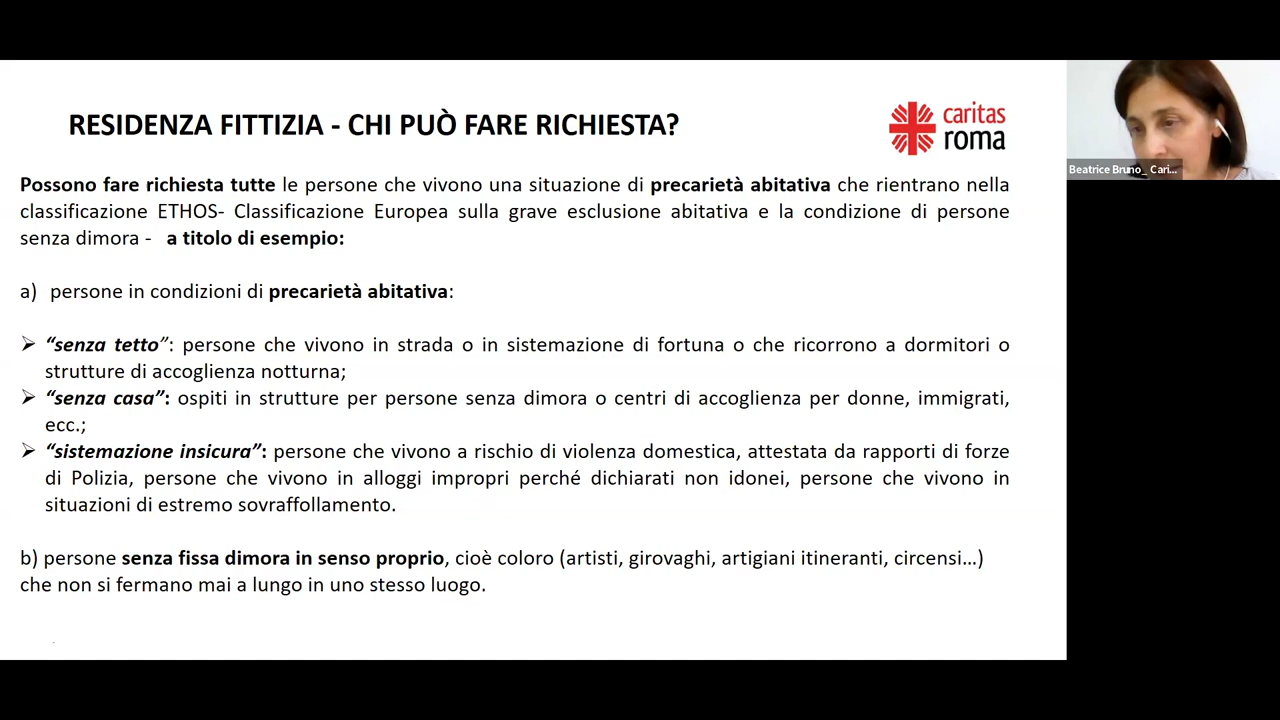 RESIDENZA FITTIZIA - CHI PUÒ FARE RICHIESTA?
caritas
roma
Beatrice Bruno_ Cari...
Possono fare richiesta tutte le persone che vivono una situazione di precarietà abitativa che rientrano nella
classificazione ETHOS- Classificazione Europea sulla grave esclusione abitativa e la condizione di persone
senza dimora - a titolo di esempio:
a) persone in condizioni di precarietà abitativa:
➢ “senza tetto”: persone che vivono in strada o in sistemazione di fortuna o che ricorrono a dormitori o
strutture di accoglienza notturna;
➢ “senza casa”: ospiti in strutture per persone senza dimora o centri di accoglienza per donne, immigrati,
ecc.;
➢ “sistemazione insicura”: persone che vivono a rischio di violenza domestica, attestata da rapporti di forze
di Polizia, persone che vivono in alloggi impropri perché dichiarati non idonei, persone che vivono in
situazioni di estremo sovraffollamento.
b) persone senza fissa dimora in senso proprio, cioè coloro (artisti, girovaghi, artigiani itineranti, circensi…)
che non si fermano mai a lungo in uno stesso luogo.